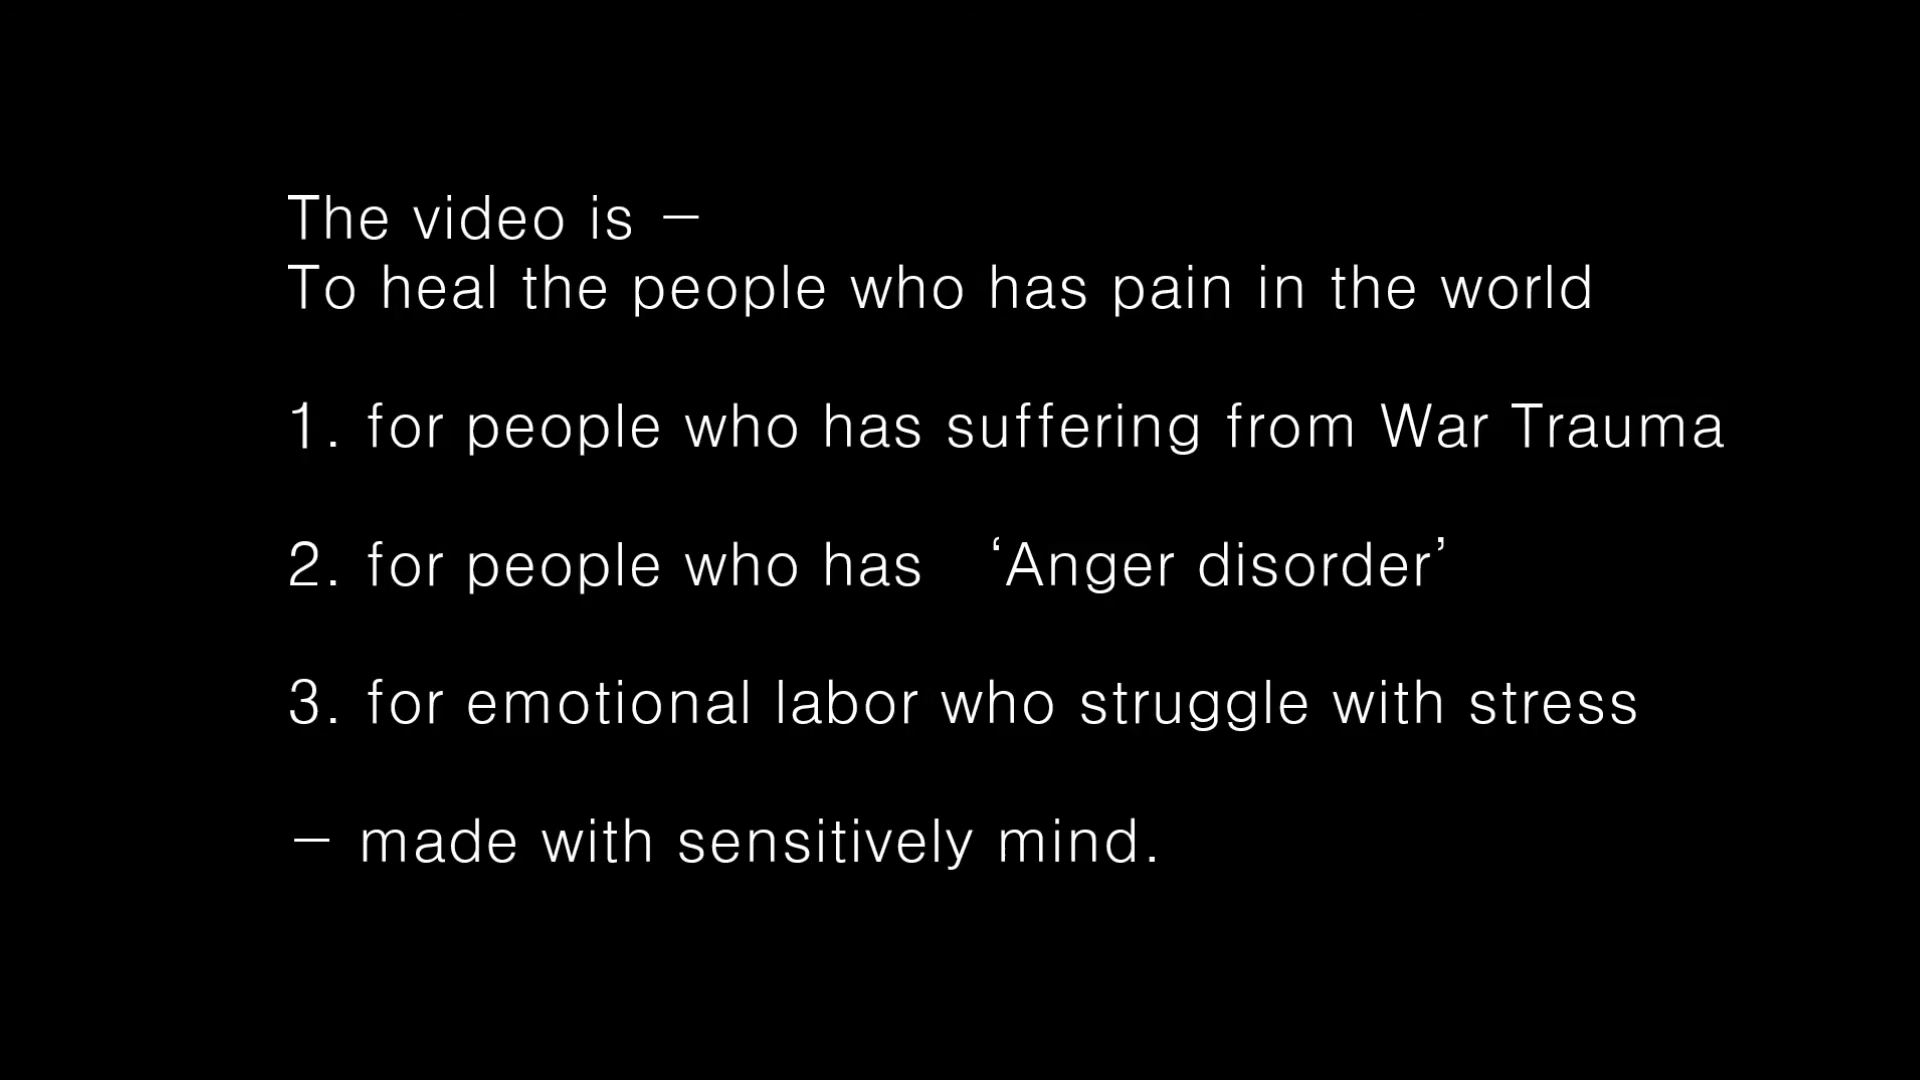 The video is –
To heal the people who has pain in the world
1. for people who has suffering from War Trauma
2. for people who has ‘Anger disorder’
3. for emotional labor who struggle with stress
– made with sensitively mind.